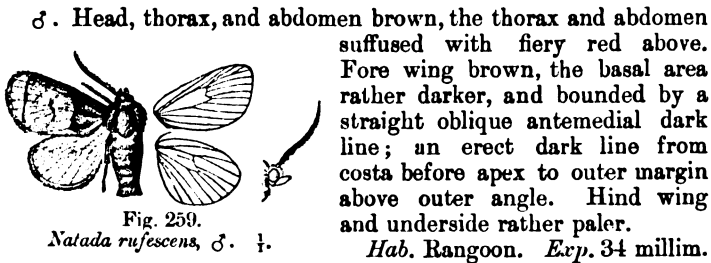 ♂. Head, thorax, and abdomen brown, the thorax and abdomen
suffused with fiery red above.
Fore wing brown, the basal area
rather darker, and bounded by a
straight oblique antemedial dark
line; an erect dark line from
costa before apex to outer margin
above outer angle. Hind wing
and underside rather paler.
Hab. Rangoon. Exp. 34 millim.
Fig. 259.
Natada rufescens, ♂. 1/1.